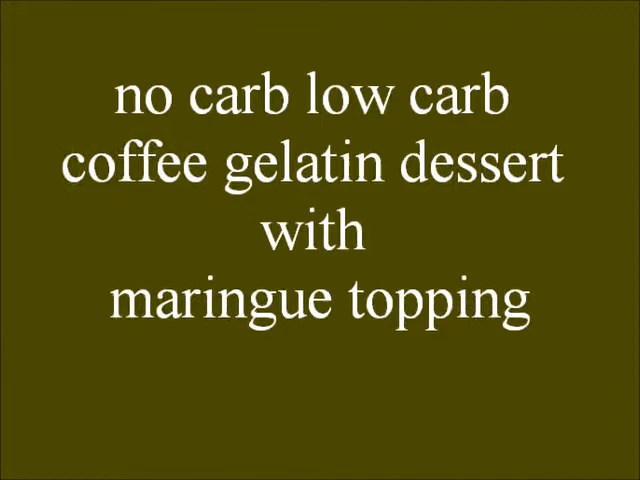 no carb low carb
coffee gelatin dessert
with
maringue topping